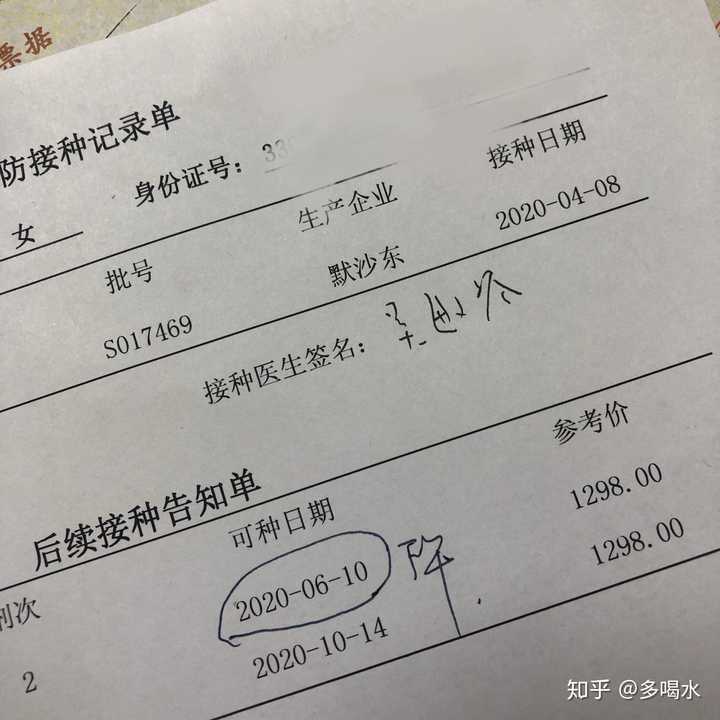 票据
防接种记录单
女 身份证号：33
批号 生产企业 接种日期
S017469 默沙东 2020-04-08
接种医生签名：
后续接种告知单
剂次 可种日期 参考价
2020-06-10 1298.00
2 2020-10-14 1298.00
知乎 @多喝水